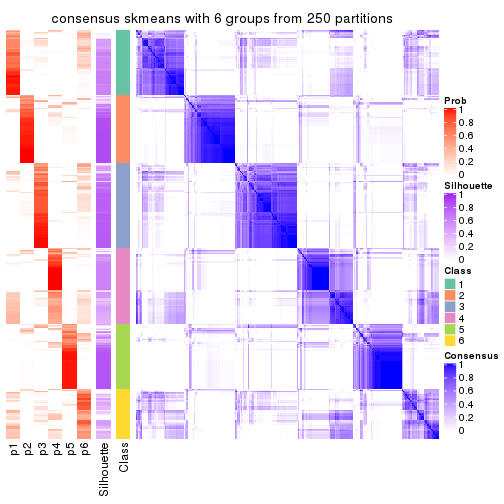 consensus skmeans with 6 groups from 250 partitions
Prob
1
0.8
0.6
0.4
0.2
0
Silhouette
1
0.8
0.6
0.4
0.2
0
Class
1
2
3
4
5
6
Consensus
1
0.8
0.6
0.4
0.2
0
p1
p2
p3
p4
p5
p6
Silhouette
Class